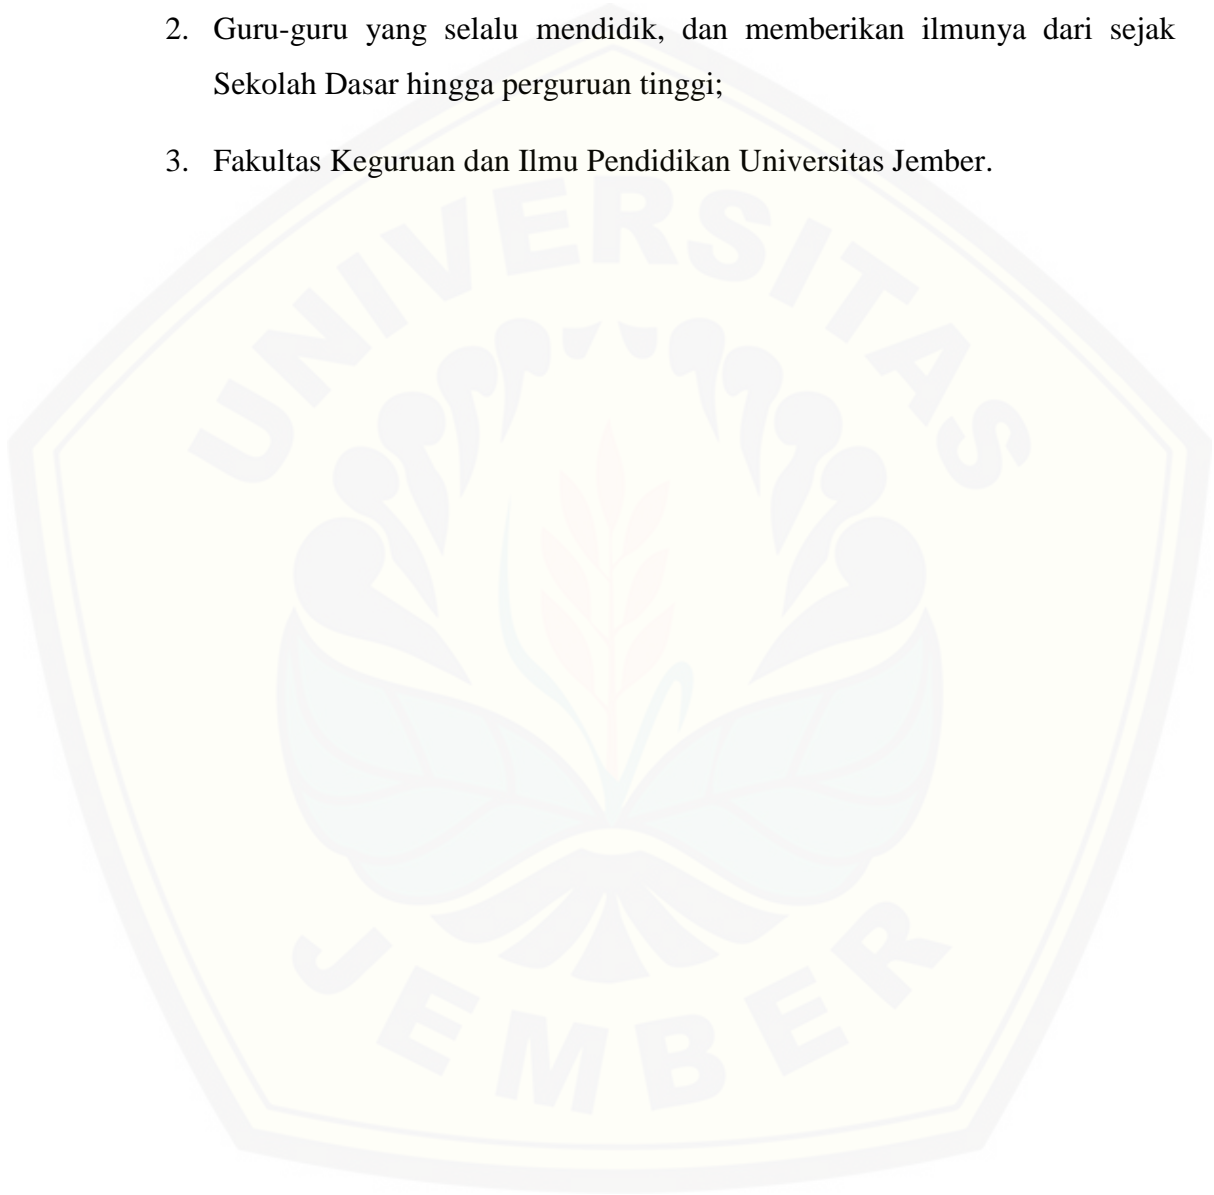 2. Guru-guru yang selalu mendidik, dan memberikan ilmunya dari sejak
Sekolah Dasar hingga perguruan tinggi;
3. Fakultas Keguruan dan Ilmu Pendidikan Universitas Jember.
UNIVERSITAS
JEMBER